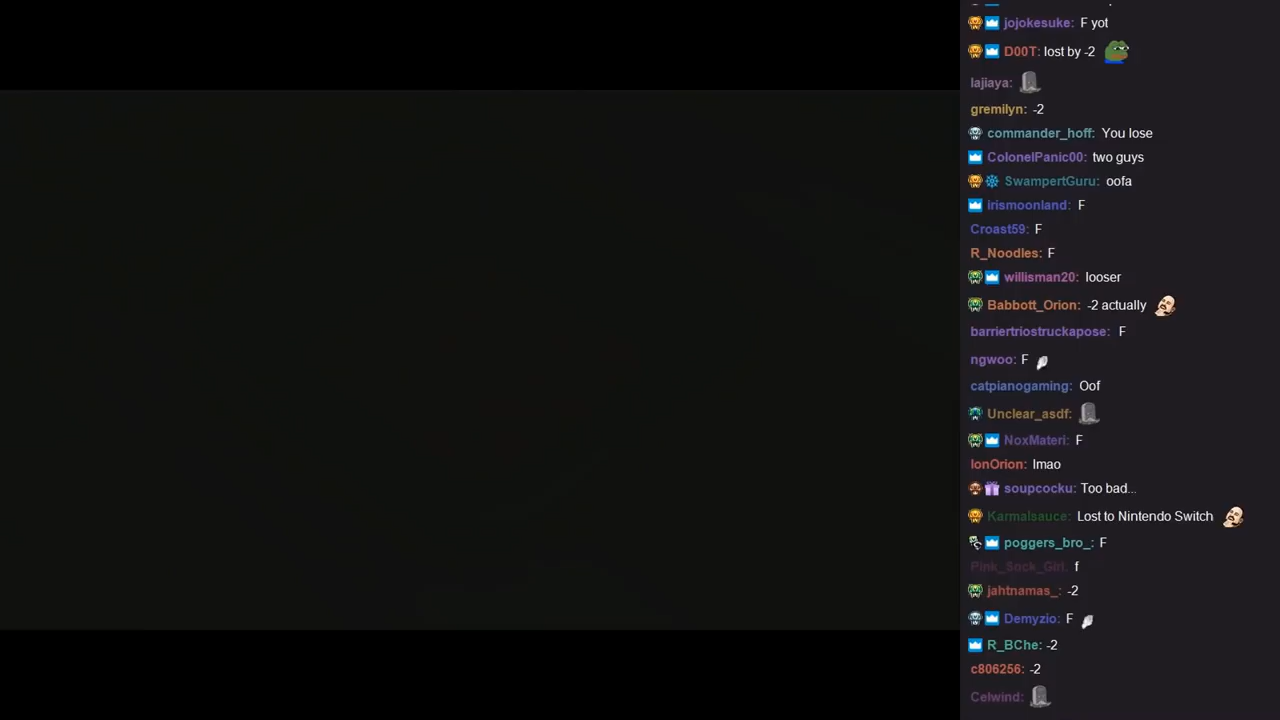 jojokesuke: F yot
D00T: lost by -2
lajiaya:
gremilyn: -2
commander_hoff: You lose
ColonelPanic00: two guys
SwampertGuru: oofa
irismoonland: F
Croast59: F
R_Noodles: F
willisman20: looser
Babbott_Orion: -2 actually
barriertriostruckapose: F
ngwoo: F
catpianogaming: Oof
Unclear_asdf:
NoxMateri: F
IonOrion: lmao
soupcocku: Too bad...
Karmalsauce: Lost to Nintendo Switch
poggers_bro_: F
Pink_Sock_Girl: f
jahtnamas_: -2
Demyzio: F
R_BChe: -2
c806256: -2
Celwind: